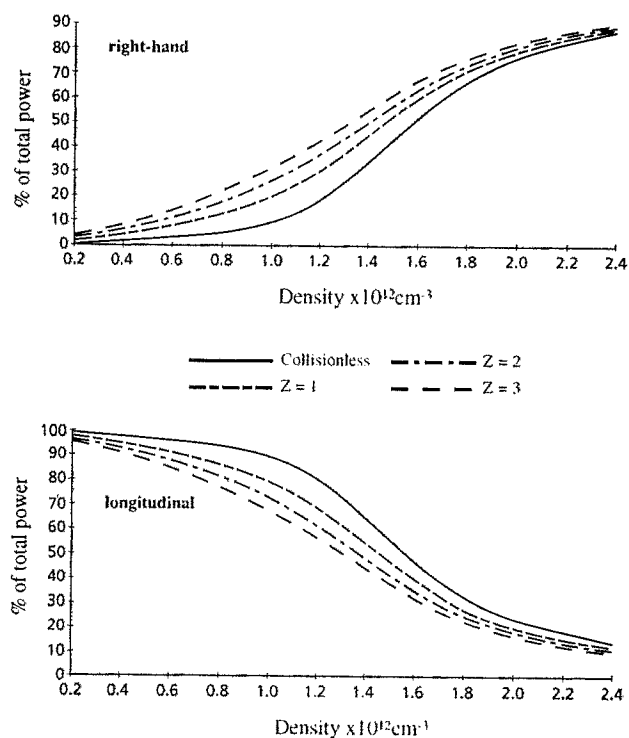 90
80
70
60
50
40
30
20
10
0
right-hand
% of total power
0.2 0.4 0.6 0.8 1.0 1.2 1.4 1.6 1.8 2.0 2.2 2.4
Density x10¹²cm⁻³
Collisionless
Z = 2
Z = 1
Z = 3
100
90
80
70
60
50
40
30
20
10
0
longitudinal
% of total power
0.2 0.4 0.6 0.8 1.0 1.2 1.4 1.6 1.8 2.0 2.2 2.4
Density x10¹²cm⁻³